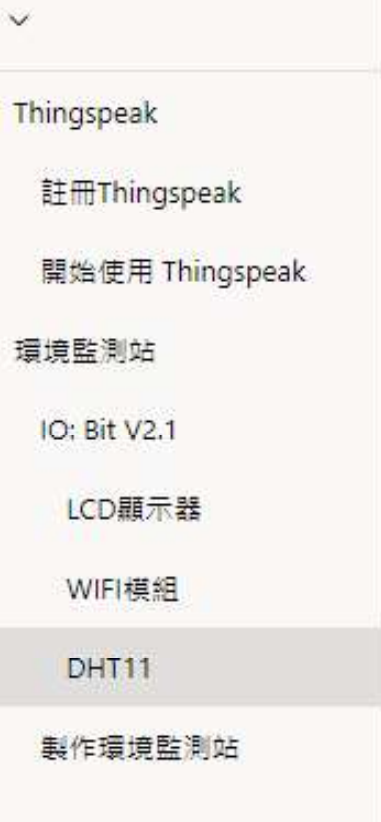 Thingspeak
註冊Thingspeak
開始使用 Thingspeak
環境監測站
IO: Bit V2.1
LCD顯示器
WIFI模組
DHT11
製作環境監測站